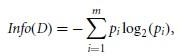 Info(D) = −∑_{i=1}^{m} p_i log_2(p_i),